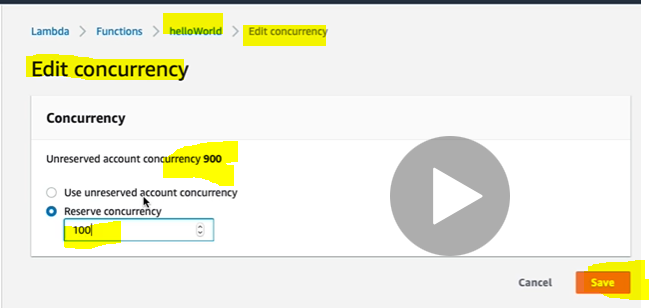 Lambda > Functions > helloWorld > Edit concurrency
Edit concurrency
Concurrency
Unreserved account concurrency 900
Use unreserved account concurrency
Reserve concurrency
100
Cancel Save